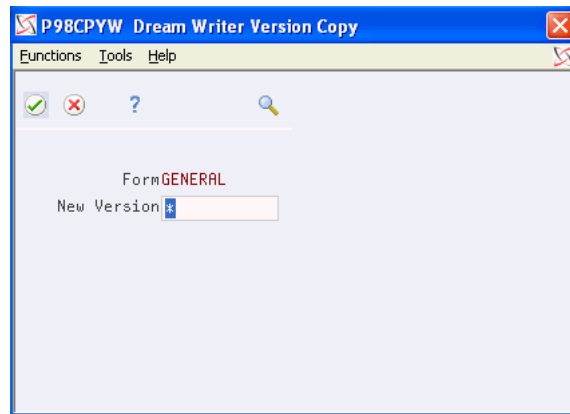 P98CPYW Dream Writer Version Copy
Functions Tools Help
?
Form GENERAL
New Version *